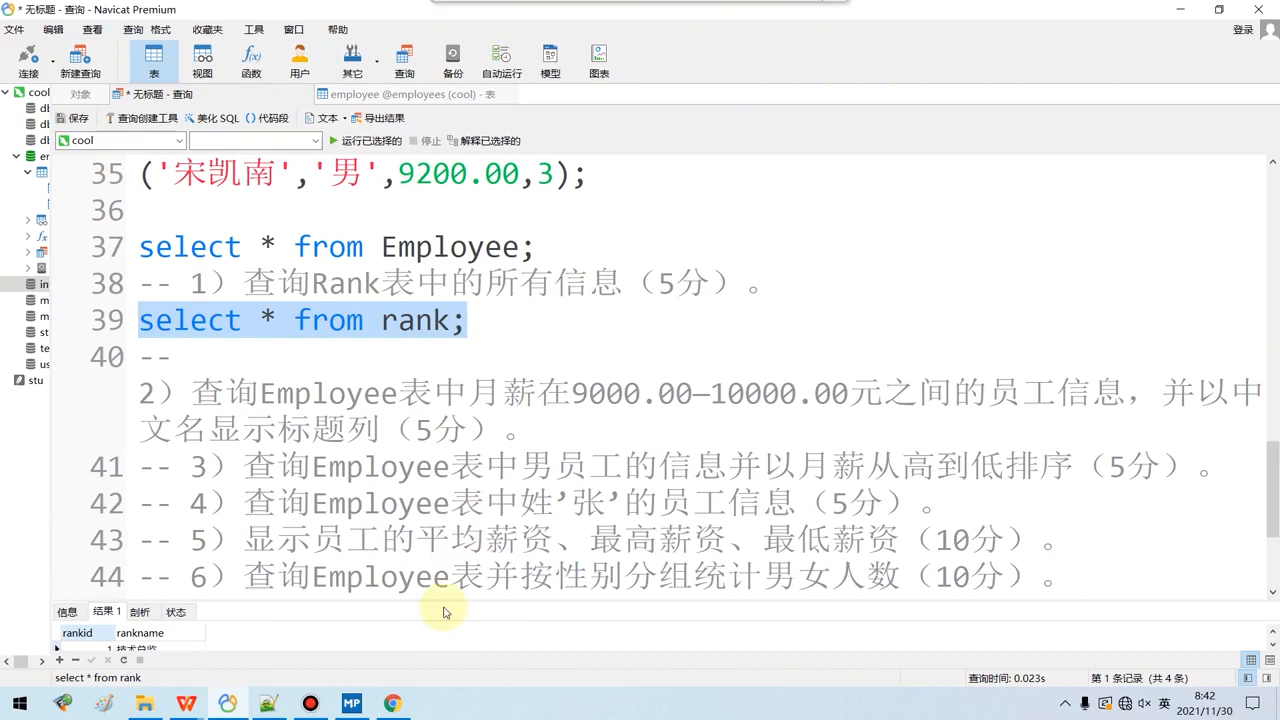 * 无标题 - 查询 - Navicat Premium
文件 编辑 查看 查询 格式 收藏夹 工具 窗口 帮助
登录
连接 新建查询 表 视图 函数 用户 其它 查询 备份 自动运行 模型 图表
cool
对象 * 无标题 - 查询 employee @employees (cool) - 表
保存 查询创建工具 美化 SQL () 代码段 文本 导出结果
cool 运行已选择的 停止 解释已选择的
35 ('宋凯南','男',9200.00,3);
36
37 select * from Employee;
38 -- 1）查询Rank表中的所有信息（5分）。
39 select * from rank;
40 --
2）查询Employee表中月薪在9000.00—10000.00元之间的员工信息，并以中
文名显示标题列（5分）。
41 -- 3）查询Employee表中男员工的信息并以月薪从高到低排序（5分）。
42 -- 4）查询Employee表中姓’张’的员工信息（5分）。
43 -- 5）显示员工的平均薪资、最高薪资、最低薪资（10分）。
44 -- 6）查询Employee表并按性别分组统计男女人数（10分）。
stu
信息 结果 1 剖析 状态
rankid rankname
1 技术总监
select * from rank 查询时间: 0.023s 第 1 条记录 (共 4 条)
英
8:42
2021/11/30